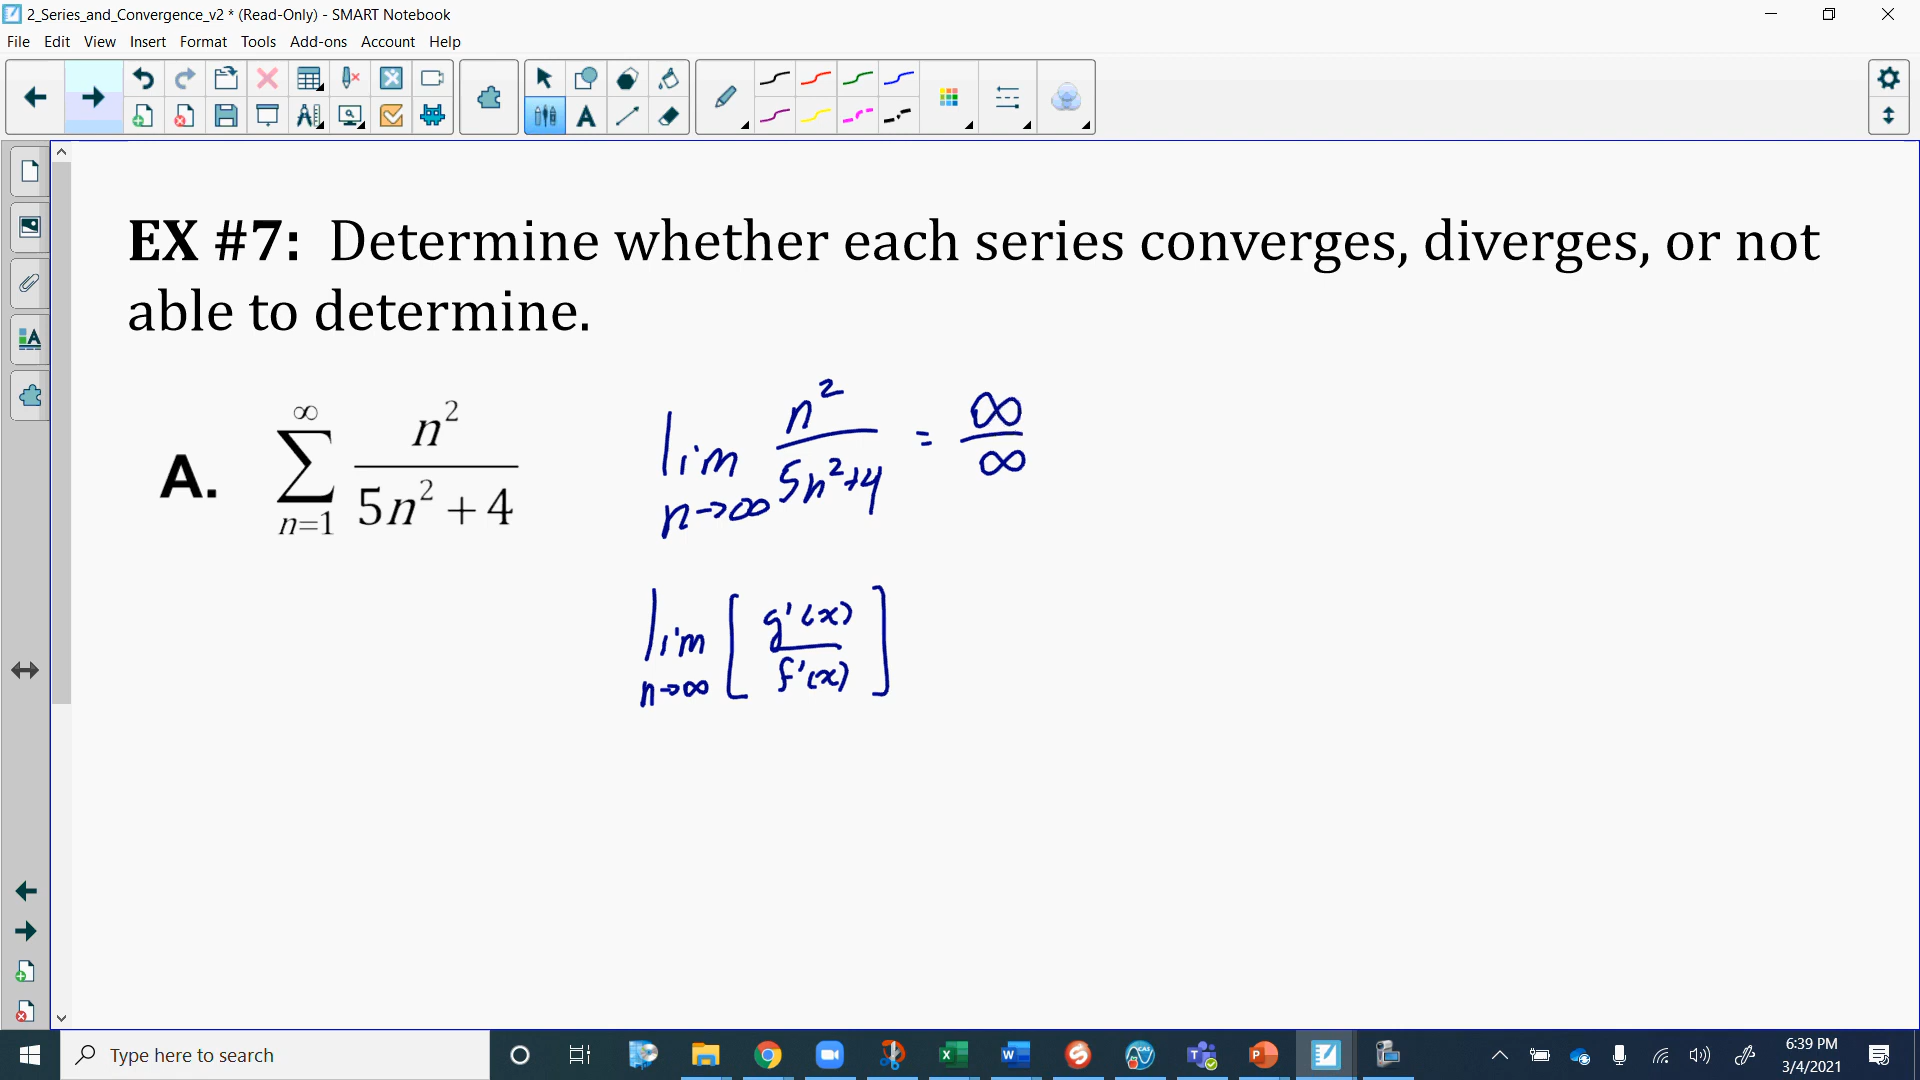 2_Series_and_Convergence_v2 * (Read-Only) - SMART Notebook
File Edit View Insert Format Tools Add-ons Account Help
EX #7: Determine whether each series converges, diverges, or not
able to determine.
A. ∑_{n=1}^{∞} n²/(5n²+4)
lim_{n→∞} n²/(5n²+4) = ∞/∞
lim_{n→∞} [g'(x)/f'(x)]
Type here to search
6:39 PM
3/4/2021